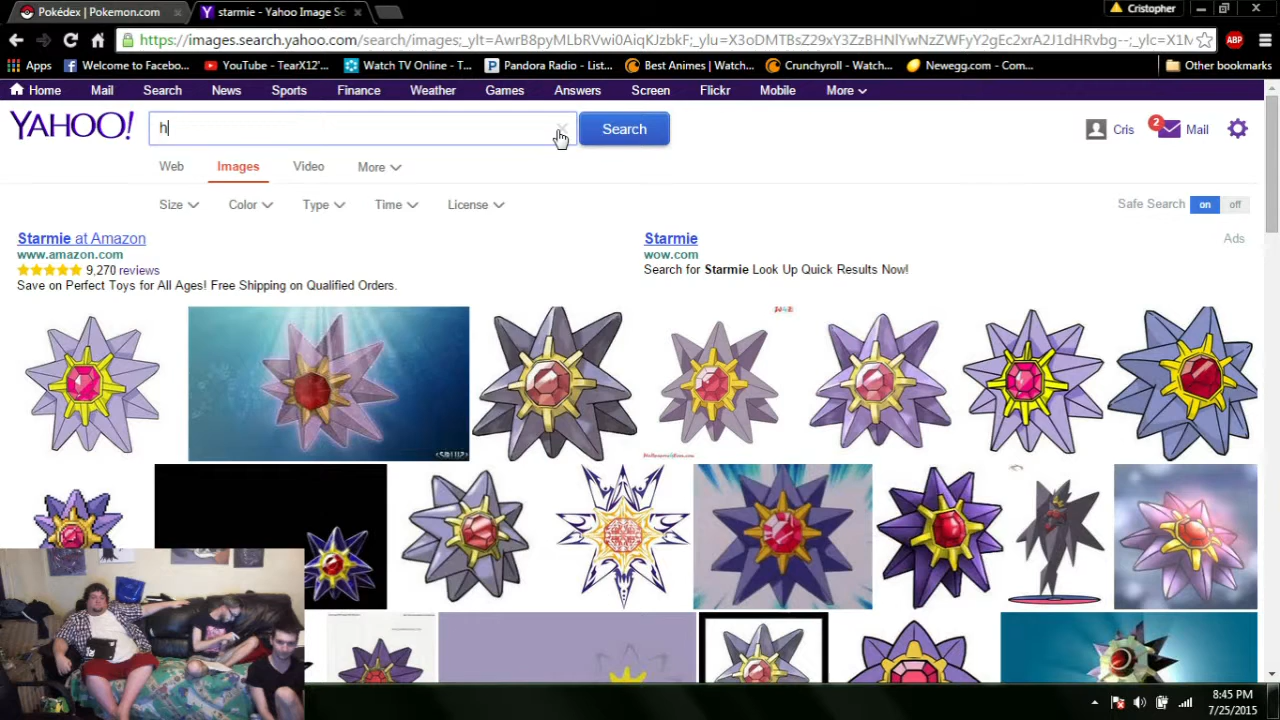 Pokédex | Pokemon.com
starmie - Yahoo Image Se
Cristopher
https://images.search.yahoo.com/search/images;_ylt=AwrB8pyMLbRVwi0AiqKJzbkF;_ylu=X3oDMTBsZ29xY3ZzBHNlYwNzZWFyY2gEc2xrA2J1dHRvbg--;_ylc=X1M
ABP
Apps
Welcome to Facebo...
YouTube - TearX12'...
Watch TV Online - T...
Pandora Radio - List...
Best Animes | Watch...
Crunchyroll - Watch...
Newegg.com - Com...
Other bookmarks
Home
Mail
Search
News
Sports
Finance
Weather
Games
Answers
Screen
Flickr
Mobile
More
YAHOO!
h
Search
Cris
2
Mail
Web
Images
Video
More
Size
Color
Type
Time
License
Safe Search
on
off
Starmie at Amazon
www.amazon.com
9,270 reviews
Save on Perfect Toys for All Ages! Free Shipping on Qualified Orders.
Starmie
wow.com
Search for Starmie Look Up Quick Results Now!
Ads
8:45 PM
7/25/2015